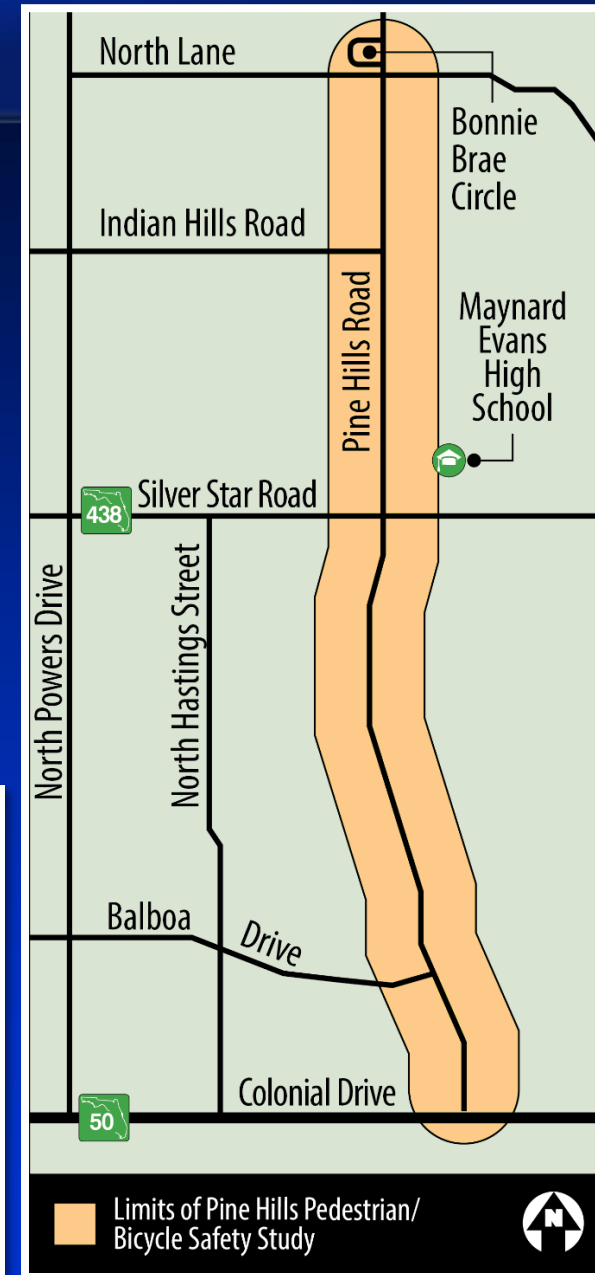 North Lane
Bonnie
Brae
Circle
Indian Hills Road
Pine Hills Road
Maynard
Evans
High
School
438
Silver Star Road
North Powers Drive
North Hastings Street
Balboa
Drive
Colonial Drive
50
Limits of Pine Hills Pedestrian/
Bicycle Safety Study
N